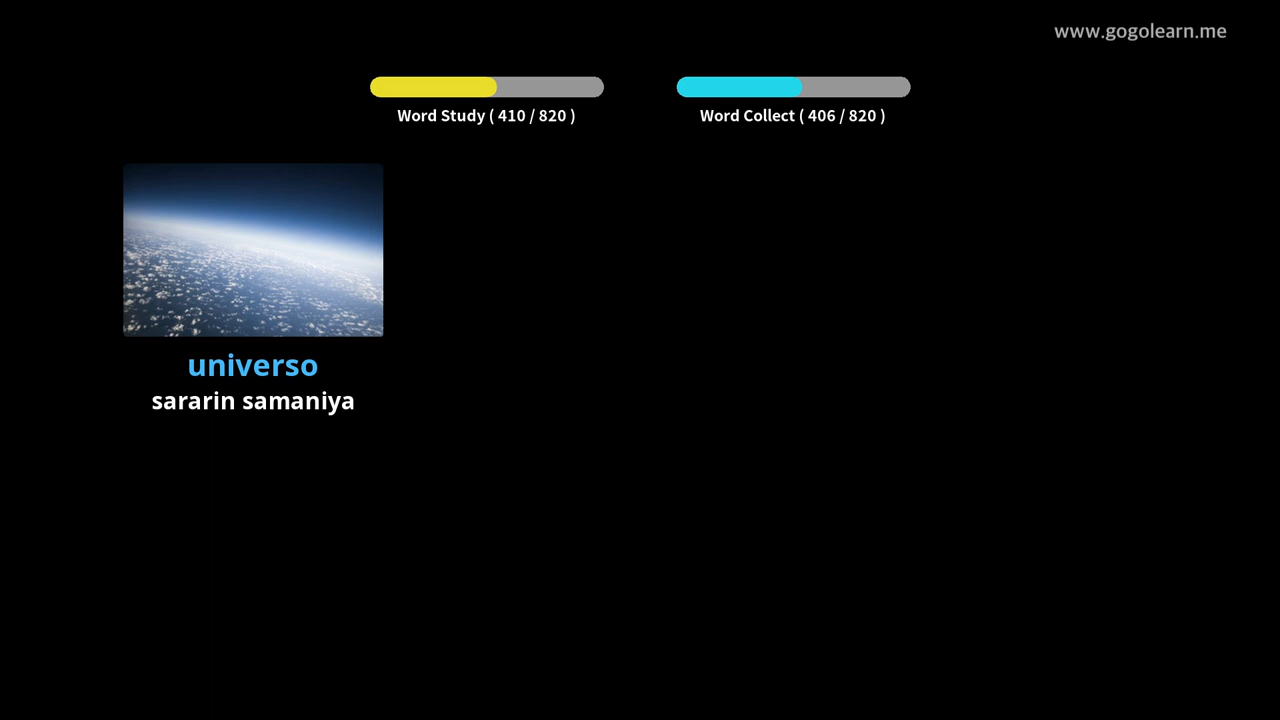 www.gogolearn.me
Word Study ( 410 / 820 )
Word Collect ( 406 / 820 )
universo
sararin samaniya